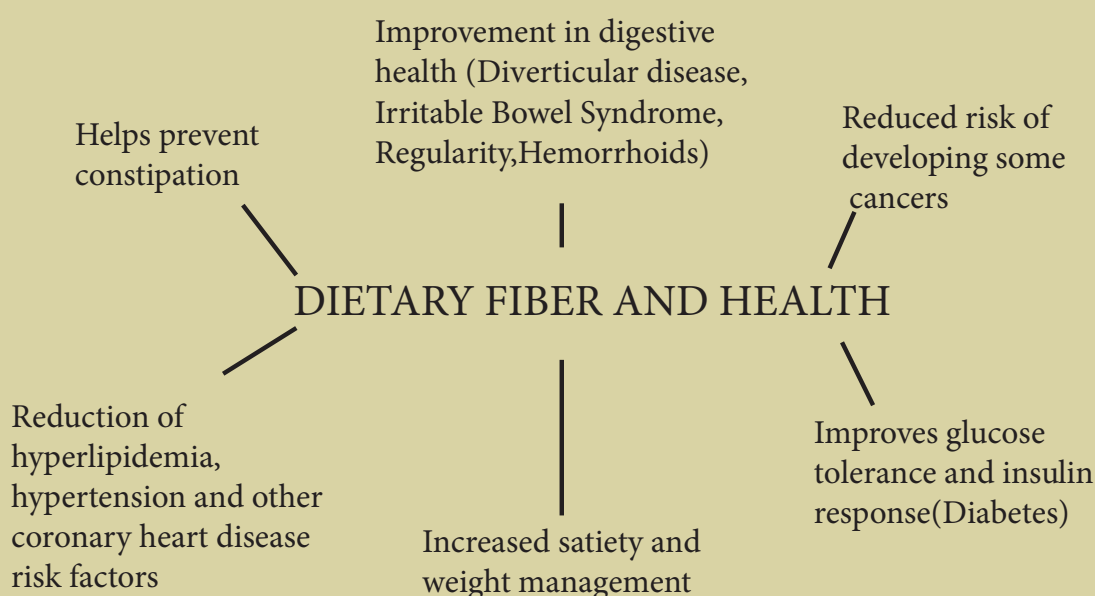 Improvement in digestive
health (Diverticular disease,
Irritable Bowel Syndrome,
Regularity,Hemorrhoids)
Helps prevent
constipation
Reduced risk of
developing some
cancers
DIETARY FIBER AND HEALTH
Reduction of
hyperlipidemia,
hypertension and other
coronary heart disease
risk factors
Increased satiety and
weight management
Improves glucose
tolerance and insulin
response(Diabetes)